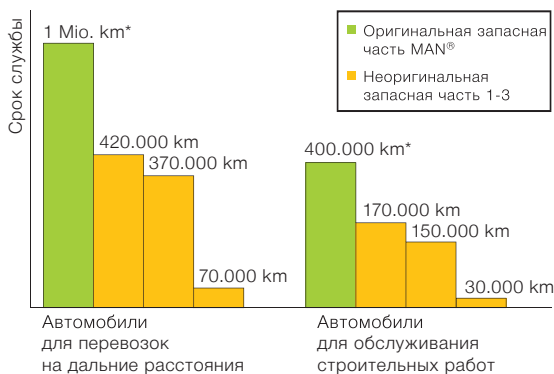 Срок службы
1 Mio. km*
420.000 km
370.000 km
70.000 km
400.000 km*
170.000 km
150.000 km
30.000 km
Оригинальная запасная
часть MAN®
Неоригинальная
запасная часть 1-3
Автомобили
для перевозок
на дальние расстояния
Автомобили
для обслуживания
строительных работ